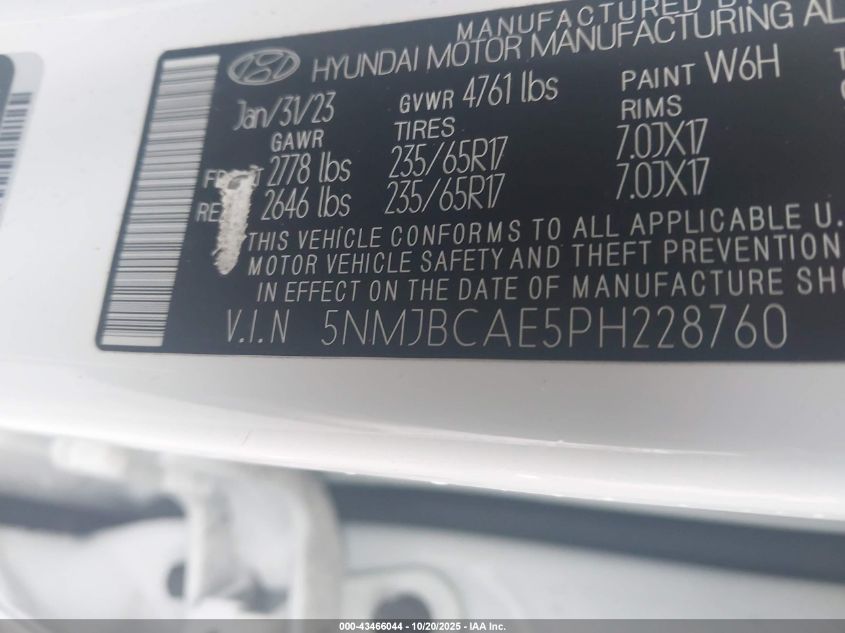 MANUFACTURED BY
HYUNDAI MOTOR MANUFACTURING AL
Jan/31/23 GVWR 4761 lbs PAINT W6H
GAWR TIRES RIMS
2778 lbs 235/65R17 7.0JX17
2646 lbs 235/65R17 7.0JX17
THIS VEHICLE CONFORMS TO ALL APPLICABLE U.
MOTOR VEHICLE SAFETY AND THEFT PREVENTION
IN EFFECT ON THE DATE OF MANUFACTURE SHO
V.I.N 5NMJBCAE5PH228760
000-43466044 - 10/20/2025 - IAA Inc.